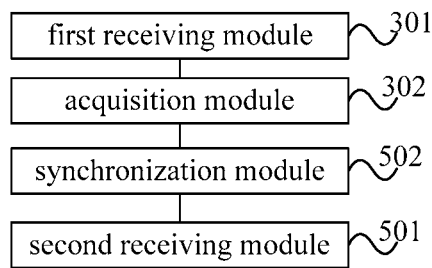 first receiving module 301
acquisition module 302
synchronization module 502
second receiving module 501